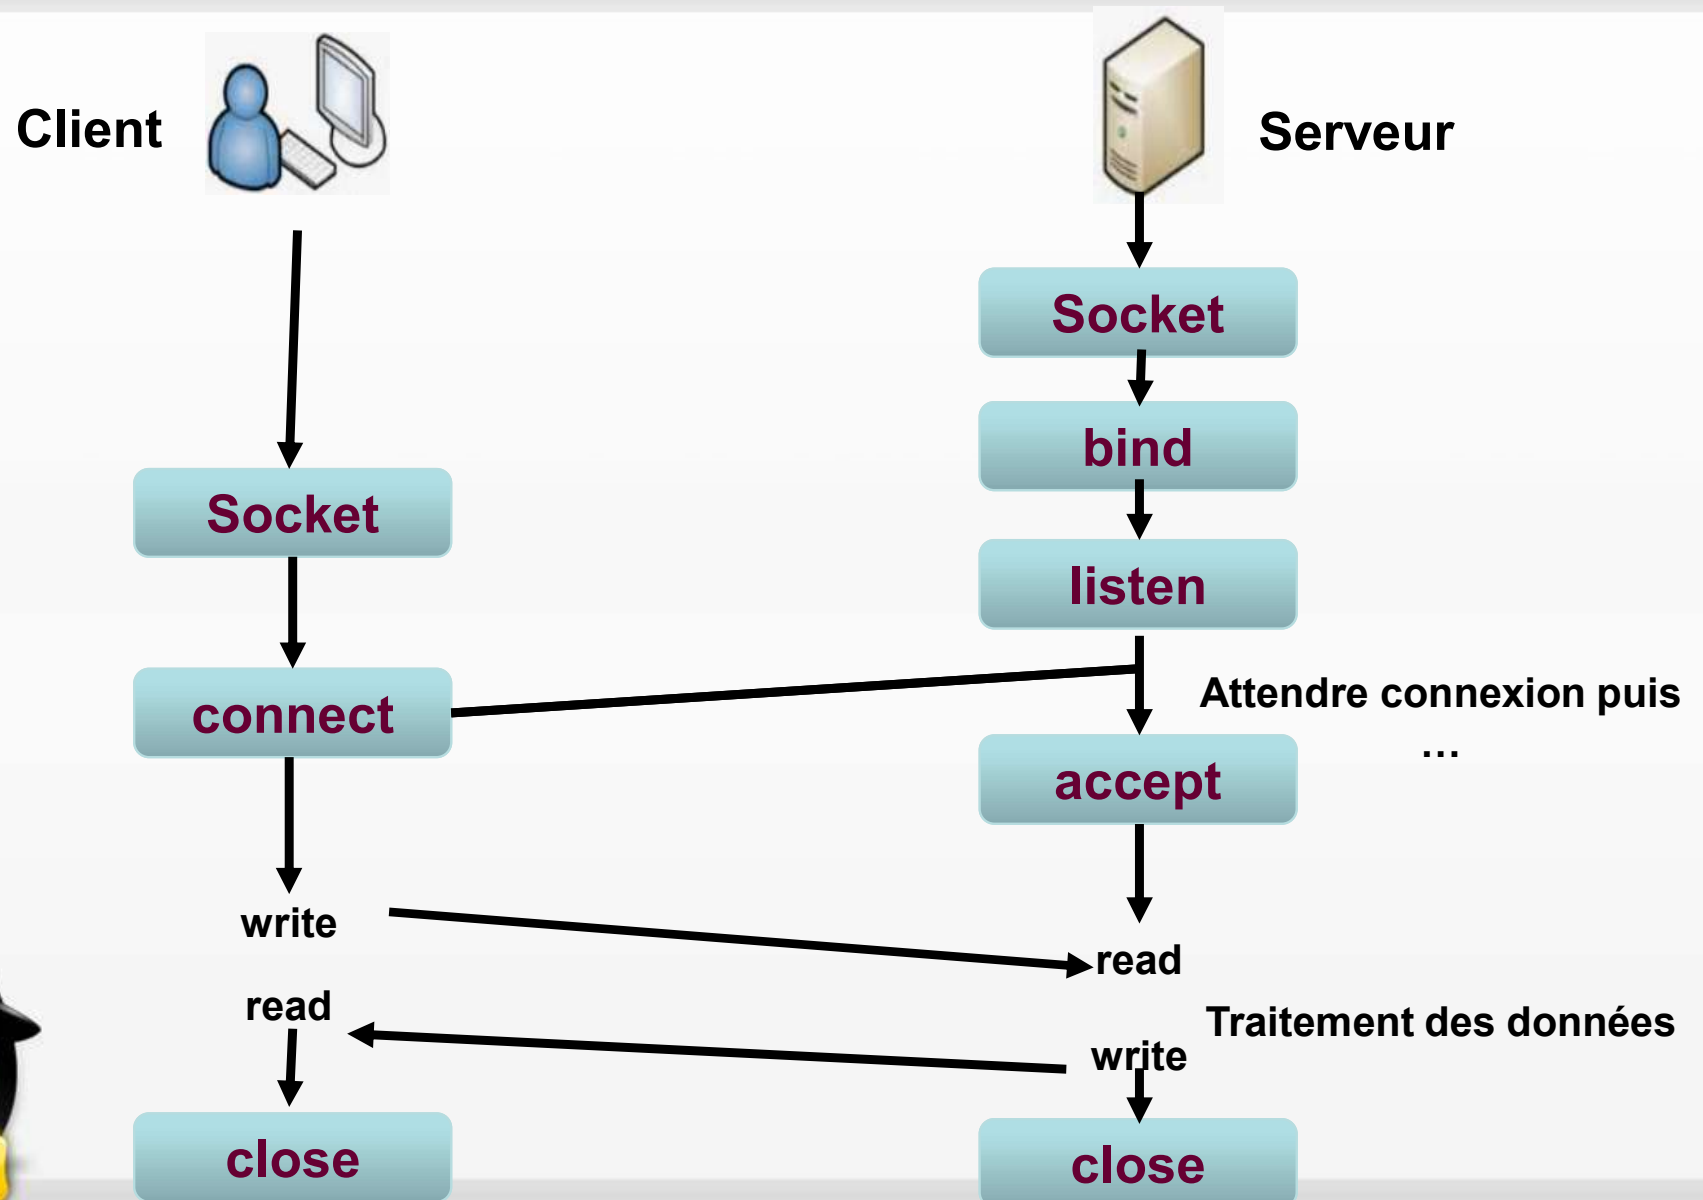 Client
Serveur
Socket
bind
Socket
listen
connect
Attendre connexion puis
...
accept
write
read
read
Traitement des données
write
close
close